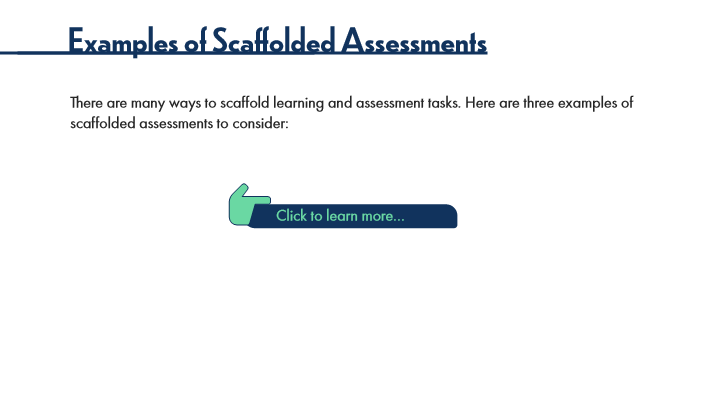 Examples of Scaffolded Assessments
There are many ways to scaffold learning and assessment tasks. Here are three examples of
scaffolded assessments to consider:
Click to learn more...